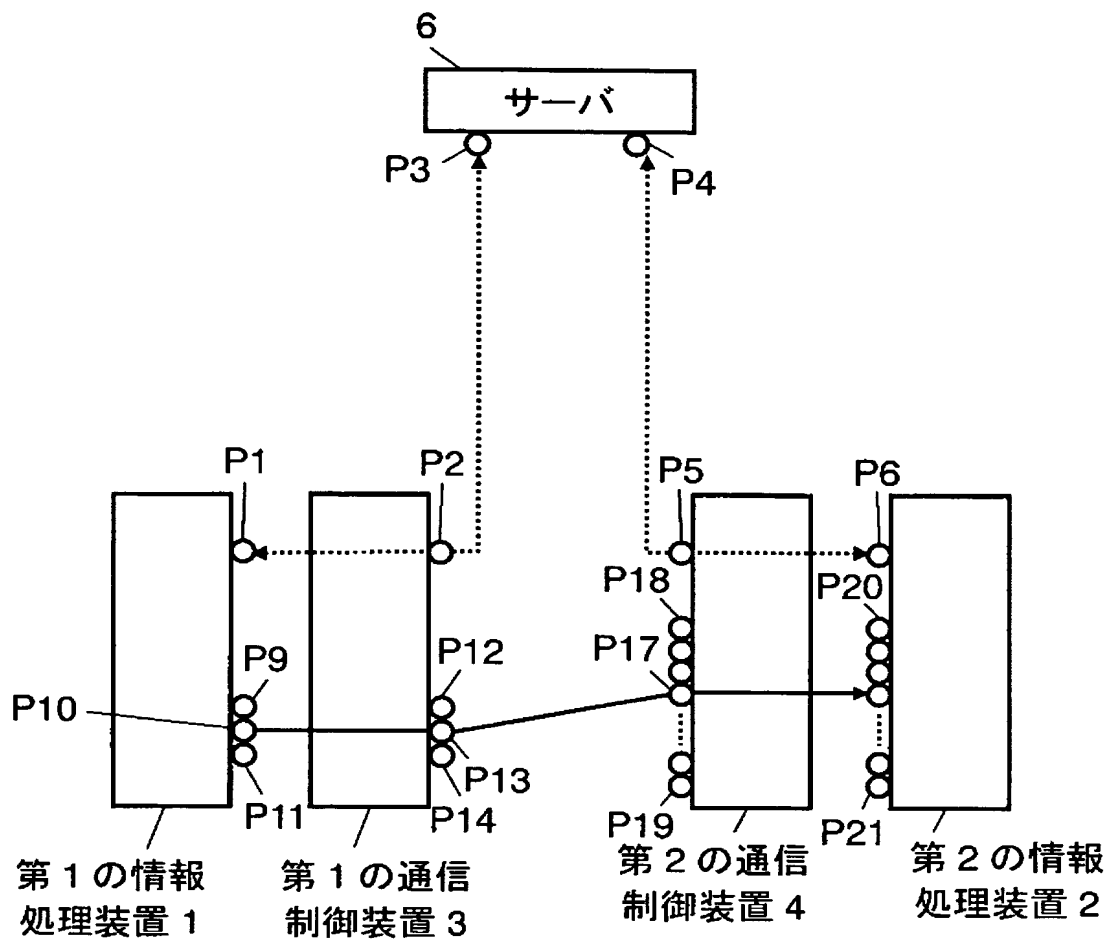 6
サーバ
P3
P4
P1
P2
P5
P6
P18
P20
P9
P12
P17
P10
P13
P11
P14
P19
P21
第1の情報
処理装置1
第1の通信
制御装置3
第2の通信
制御装置4
第2の情報
処理装置2